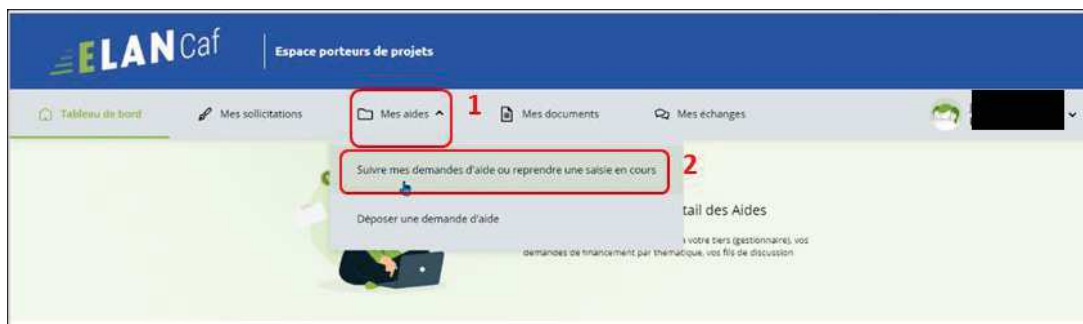 ELAN Caf
Espace porteurs de projets
Tableau de bord
Mes sollicitations
Mes aides
1
Mes documents
Mes échanges
Suivre mes demandes d'aide ou reprendre une saisie en cours
2
Déposer une demande d'aide
tail des Aides
votre tiers (gestionnaire), vos
demandes de financement par thématique, vos fils de discussion